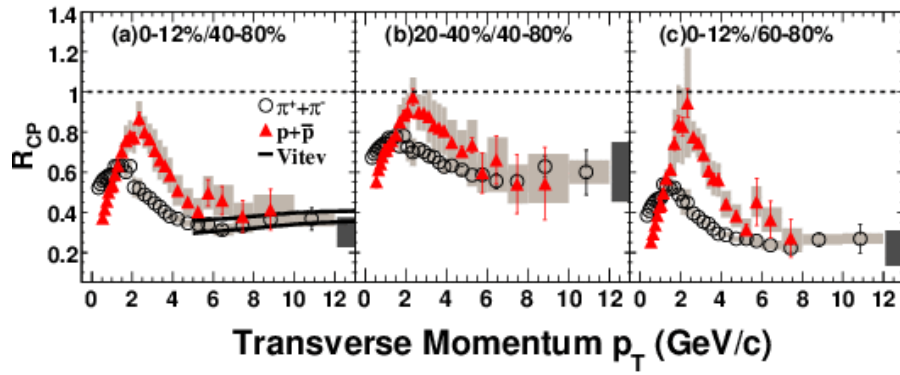 1.4
1.2
1
0.8
0.6
0.4
0.2
R_CP
(a)0-12%/40-80%
(b)20-40%/40-80%
(c)0-12%/60-80%
π⁺+π⁻
p+p̅
Vitev
0 2 4 6 8 10 12 0 2 4 6 8 10 12 0 2 4 6 8 10 12
Transverse Momentum p_T (GeV/c)